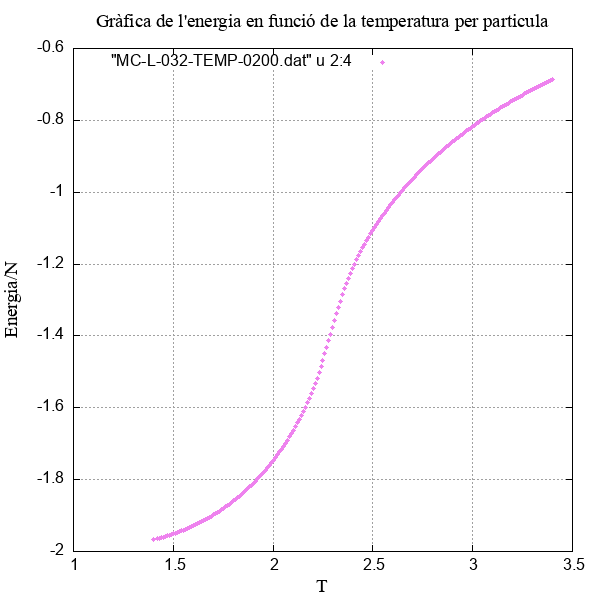 Gràfica de l'energia en funció de la temperatura per particula
"MC-L-032-TEMP-0200.dat" u 2:4
-0.6
-0.8
-1
-1.2
-1.4
-1.6
-1.8
-2
Energia/N
1 1.5 2 2.5 3 3.5
T